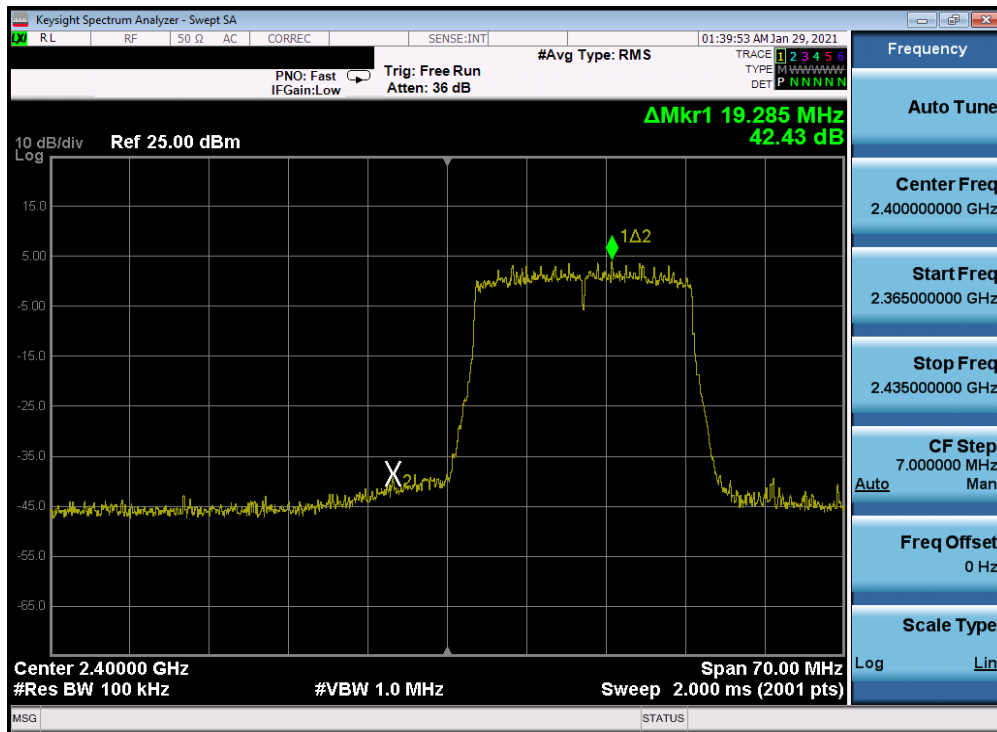 Keysight Spectrum Analyzer - Swept SA
LXI RL RF 50 Ω AC CORREC SENSE:INT 01:39:53 AM Jan 29, 2021
#Avg Type: RMS
TRACE 1 2 3 4 5 6
PNO: Fast Trig: Free Run
TYPE M WWWWW
IFGain:Low Atten: 36 dB
DET P N N N N N
ΔMkr1 19.285 MHz
42.43 dB
10 dB/div Ref 25.00 dBm
Log
1Δ2
15.0
5.00
-5.00
-15.0
-25.0
-35.0
-45.0
-55.0
-65.0
Center 2.40000 GHz Span 70.00 MHz
#Res BW 100 kHz #VBW 1.0 MHz Sweep 2.000 ms (2001 pts)
MSG STATUS
Frequency
Auto Tune
Center Freq
2.400000000 GHz
Start Freq
2.365000000 GHz
Stop Freq
2.435000000 GHz
CF Step
7.000000 MHz
Auto Man
Freq Offset
0 Hz
Scale Type
Log Lin